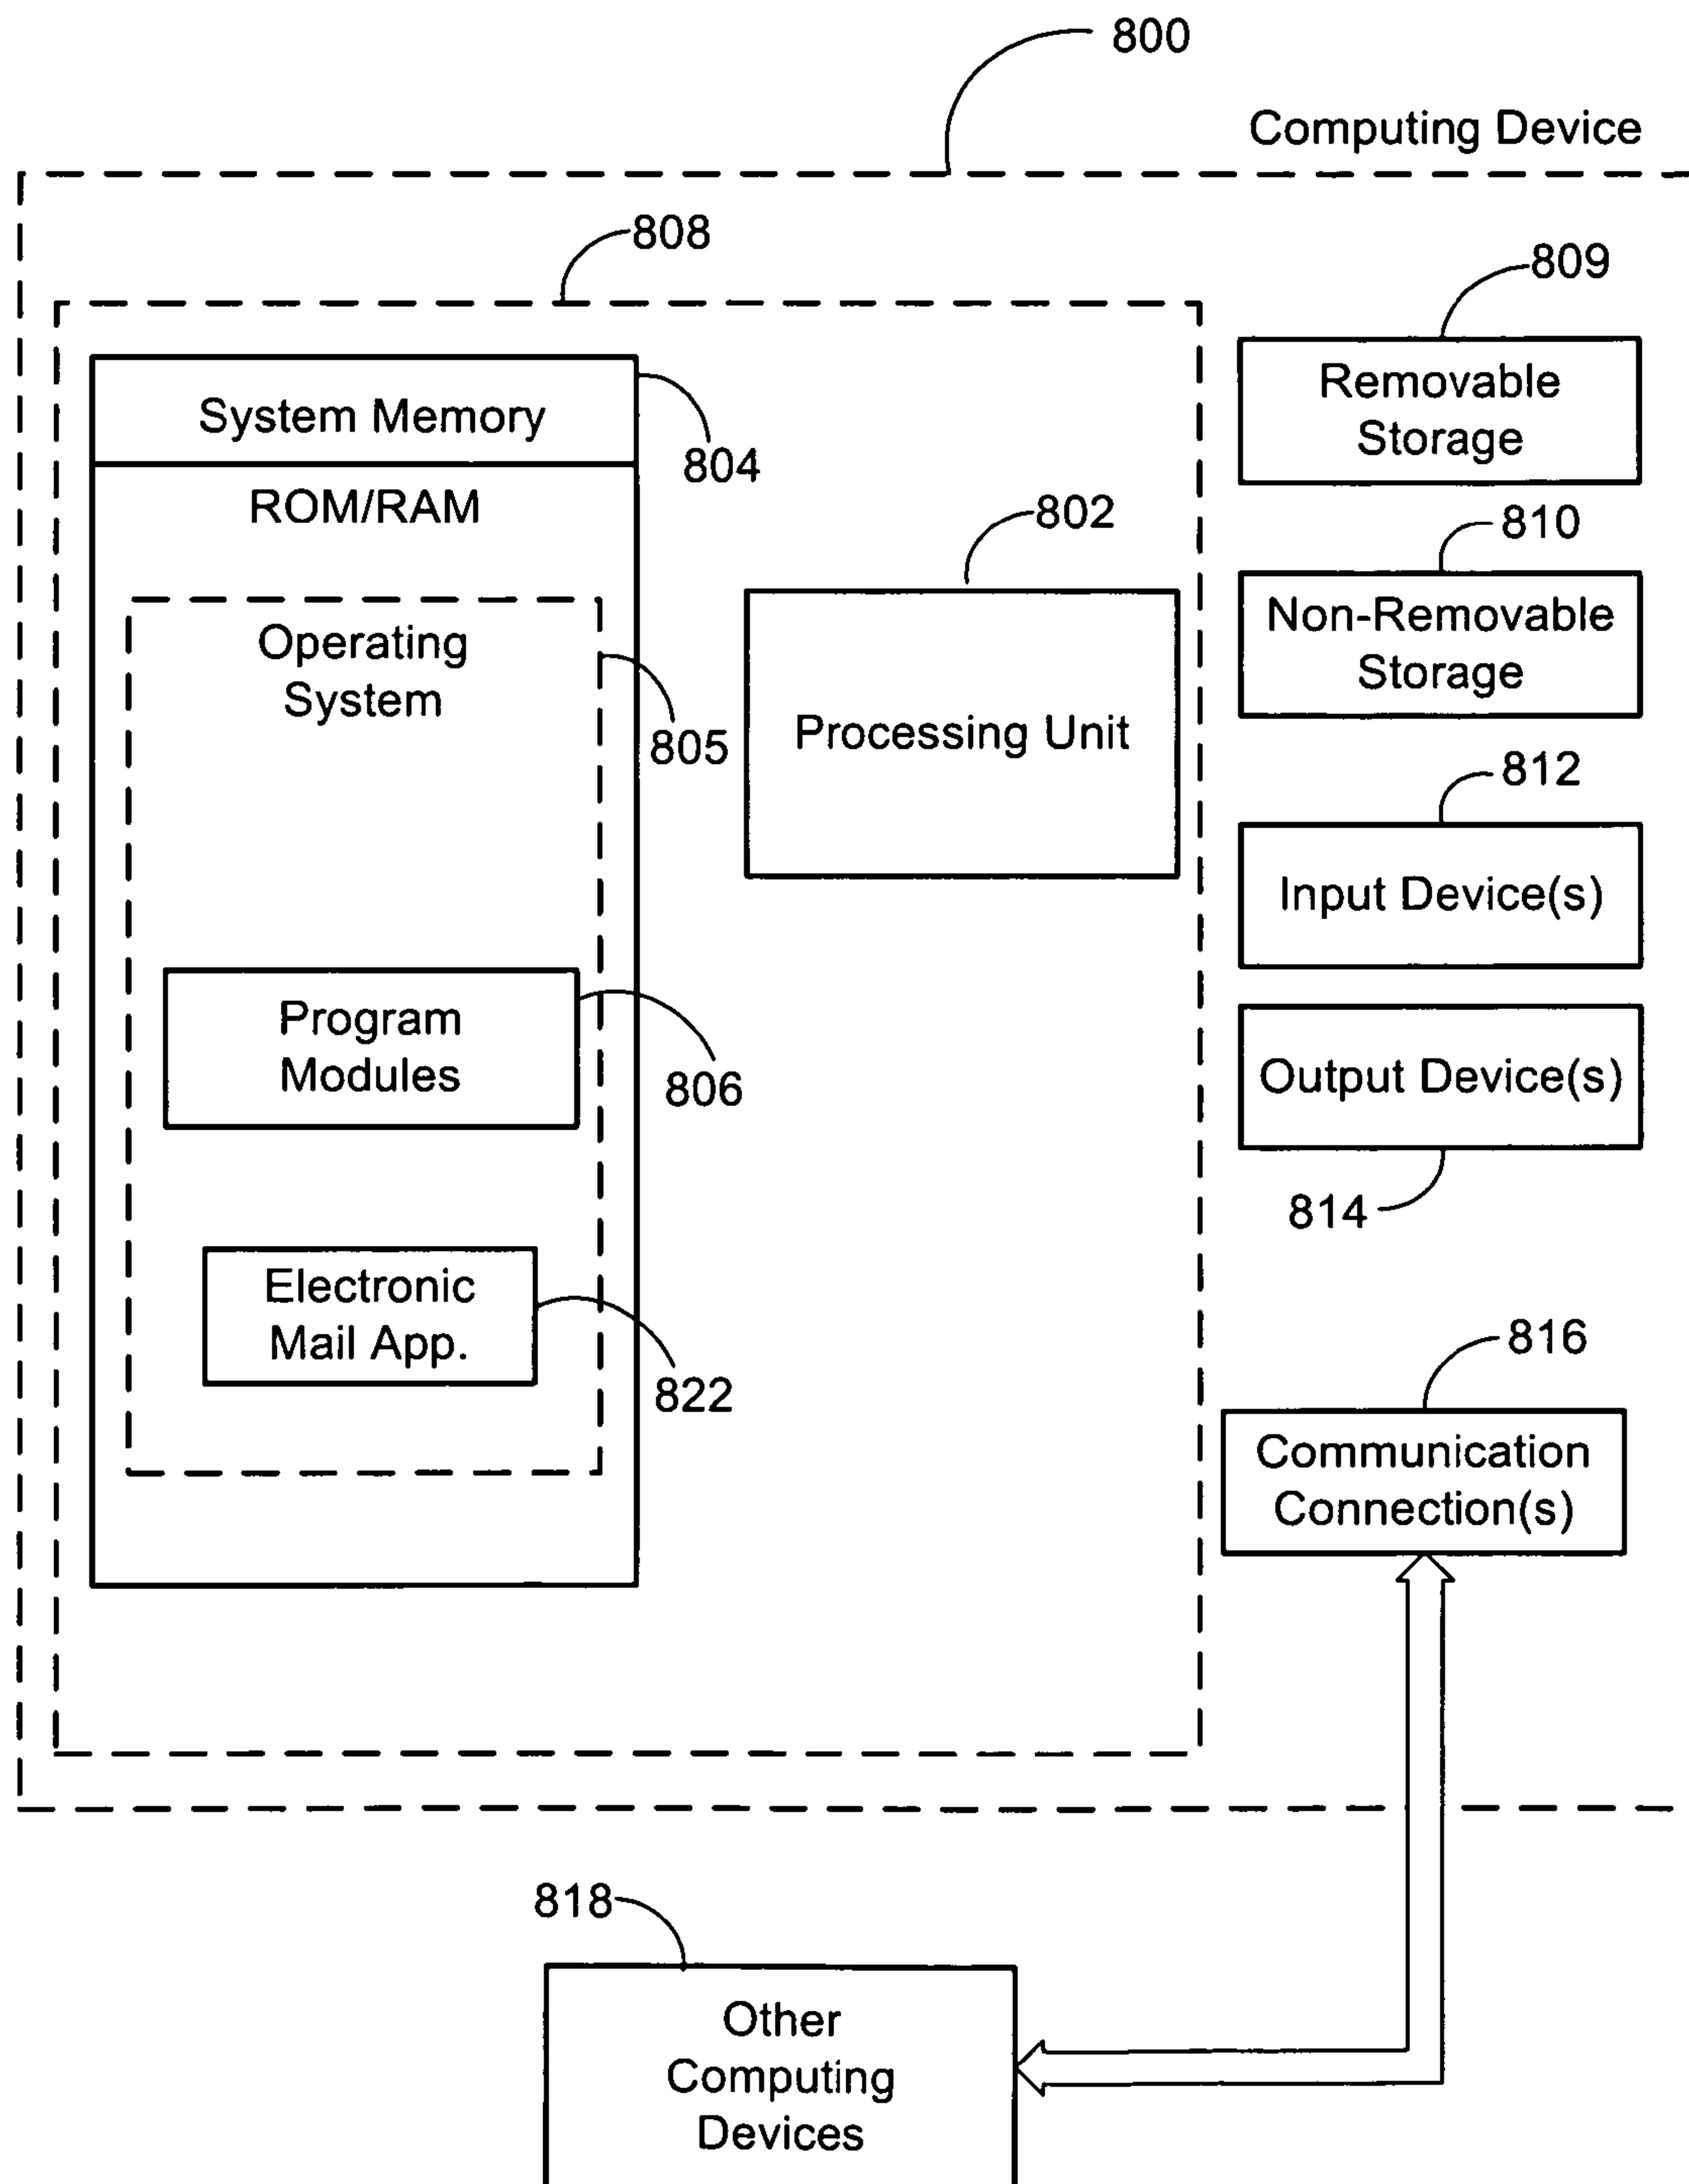 800
Computing Device
808
809
System Memory
804
Removable
Storage
ROM/RAM
802
810
Operating
System
805
Non-Removable
Storage
Processing Unit
812
Input Device(s)
Program
Modules
806
Output Device(s)
814
Electronic
Mail App.
822
816
Communication
Connection(s)
818
Other
Computing
Devices